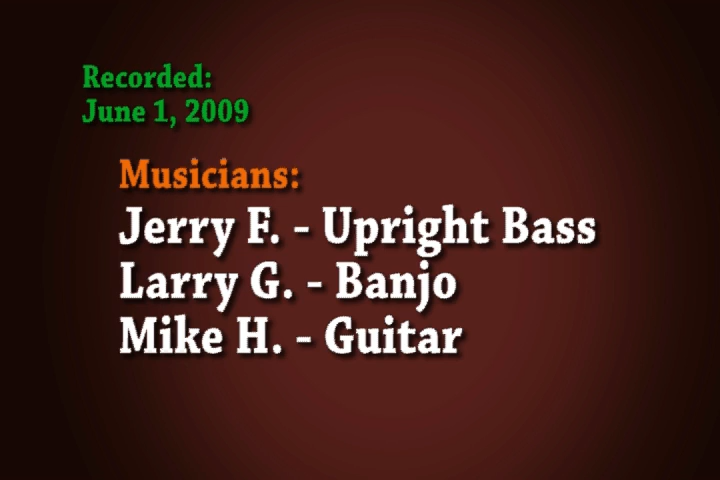 Recorded:
June 1, 2009
Musicians:
Jerry F. - Upright Bass
Larry G. - Banjo
Mike H. - Guitar